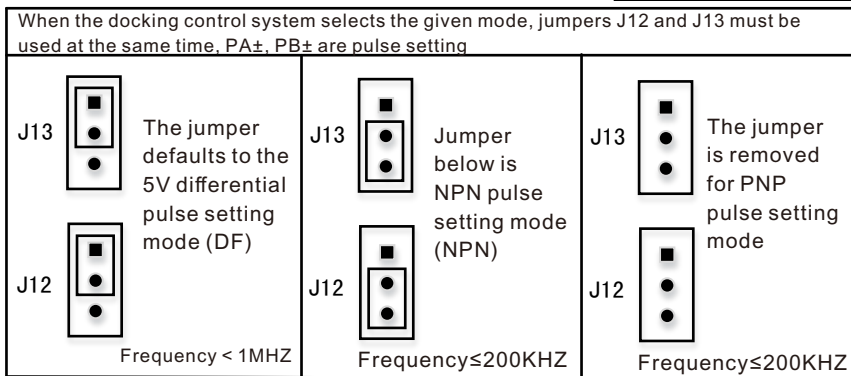 When the docking control system selects the given mode, jumpers J12 and J13 must be
used at the same time, PA±, PB± are pulse setting
J13
The jumper
defaults to the
5V differential
pulse setting
mode (DF)
J12
Frequency < 1MHZ
J13
Jumper
below is
NPN pulse
setting mode
(NPN)
J12
Frequency≤200KHZ
J13
The jumper
is removed
for PNP
pulse setting
mode
J12
Frequency≤200KHZ